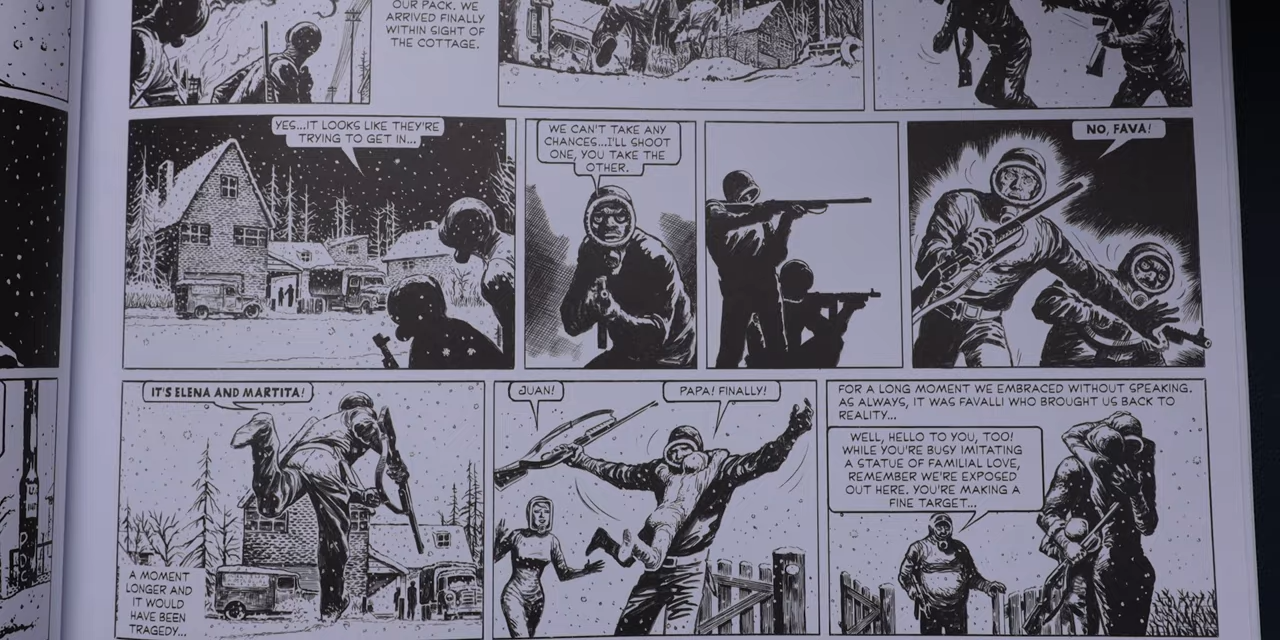 OUR PACK. WE
ARRIVED FINALLY
WITHIN SIGHT OF
THE COTTAGE.
YES...IT LOOKS LIKE THEY'RE
TRYING TO GET IN...
WE CAN'T TAKE ANY
CHANCES...I'LL SHOOT
ONE, YOU TAKE THE
OTHER.
NO, FAVA!
IT'S ELENA AND MARTITA!
A MOMENT
LONGER AND
IT WOULD
HAVE BEEN
TRAGEDY...
JUAN!
PAPA! FINALLY!
FOR A LONG MOMENT WE EMBRACED WITHOUT SPEAKING.
AS ALWAYS, IT WAS FAVALLI WHO BROUGHT US BACK TO
REALITY...
WELL, HELLO TO YOU, TOO!
WHILE YOU'RE BUSY IMITATING
A STATUE OF FAMILIAL LOVE,
REMEMBER WE'RE EXPOSED
OUT HERE. YOU'RE MAKING A
FINE TARGET...